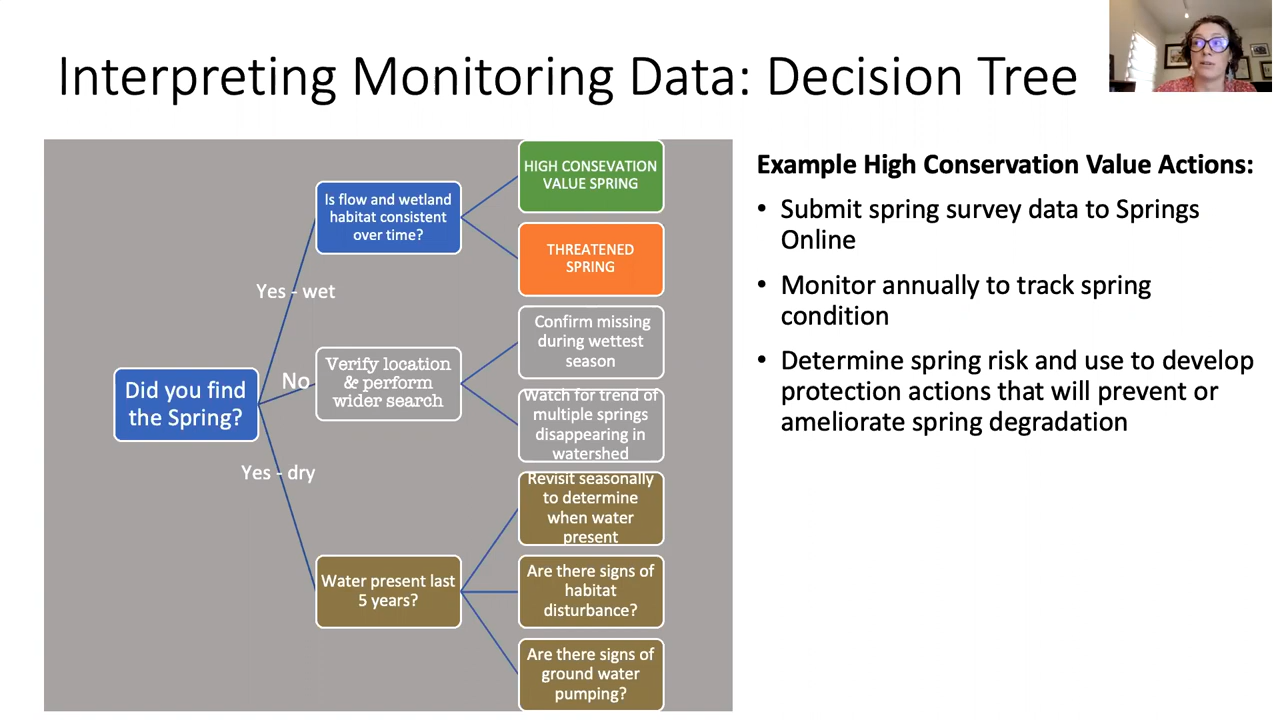 Interpreting Monitoring Data: Decision Tree
Did you find
the Spring?
Yes - wet
No
Yes - dry
Is flow and wetland
habitat consistent
over time?
HIGH CONSEVATION
VALUE SPRING
THREATENED
SPRING
Verify location
& perform
wider search
Confirm missing
during wettest
season
Watch for trend of
multiple springs
disappearing in
watershed
Water present last
5 years?
Revisit seasonally
to determine
when water
present
Are there signs of
habitat
disturbance?
Are there signs of
ground water
pumping?
Example High Conservation Value Actions:
• Submit spring survey data to Springs
Online
• Monitor annually to track spring
condition
• Determine spring risk and use to develop
protection actions that will prevent or
ameliorate spring degradation